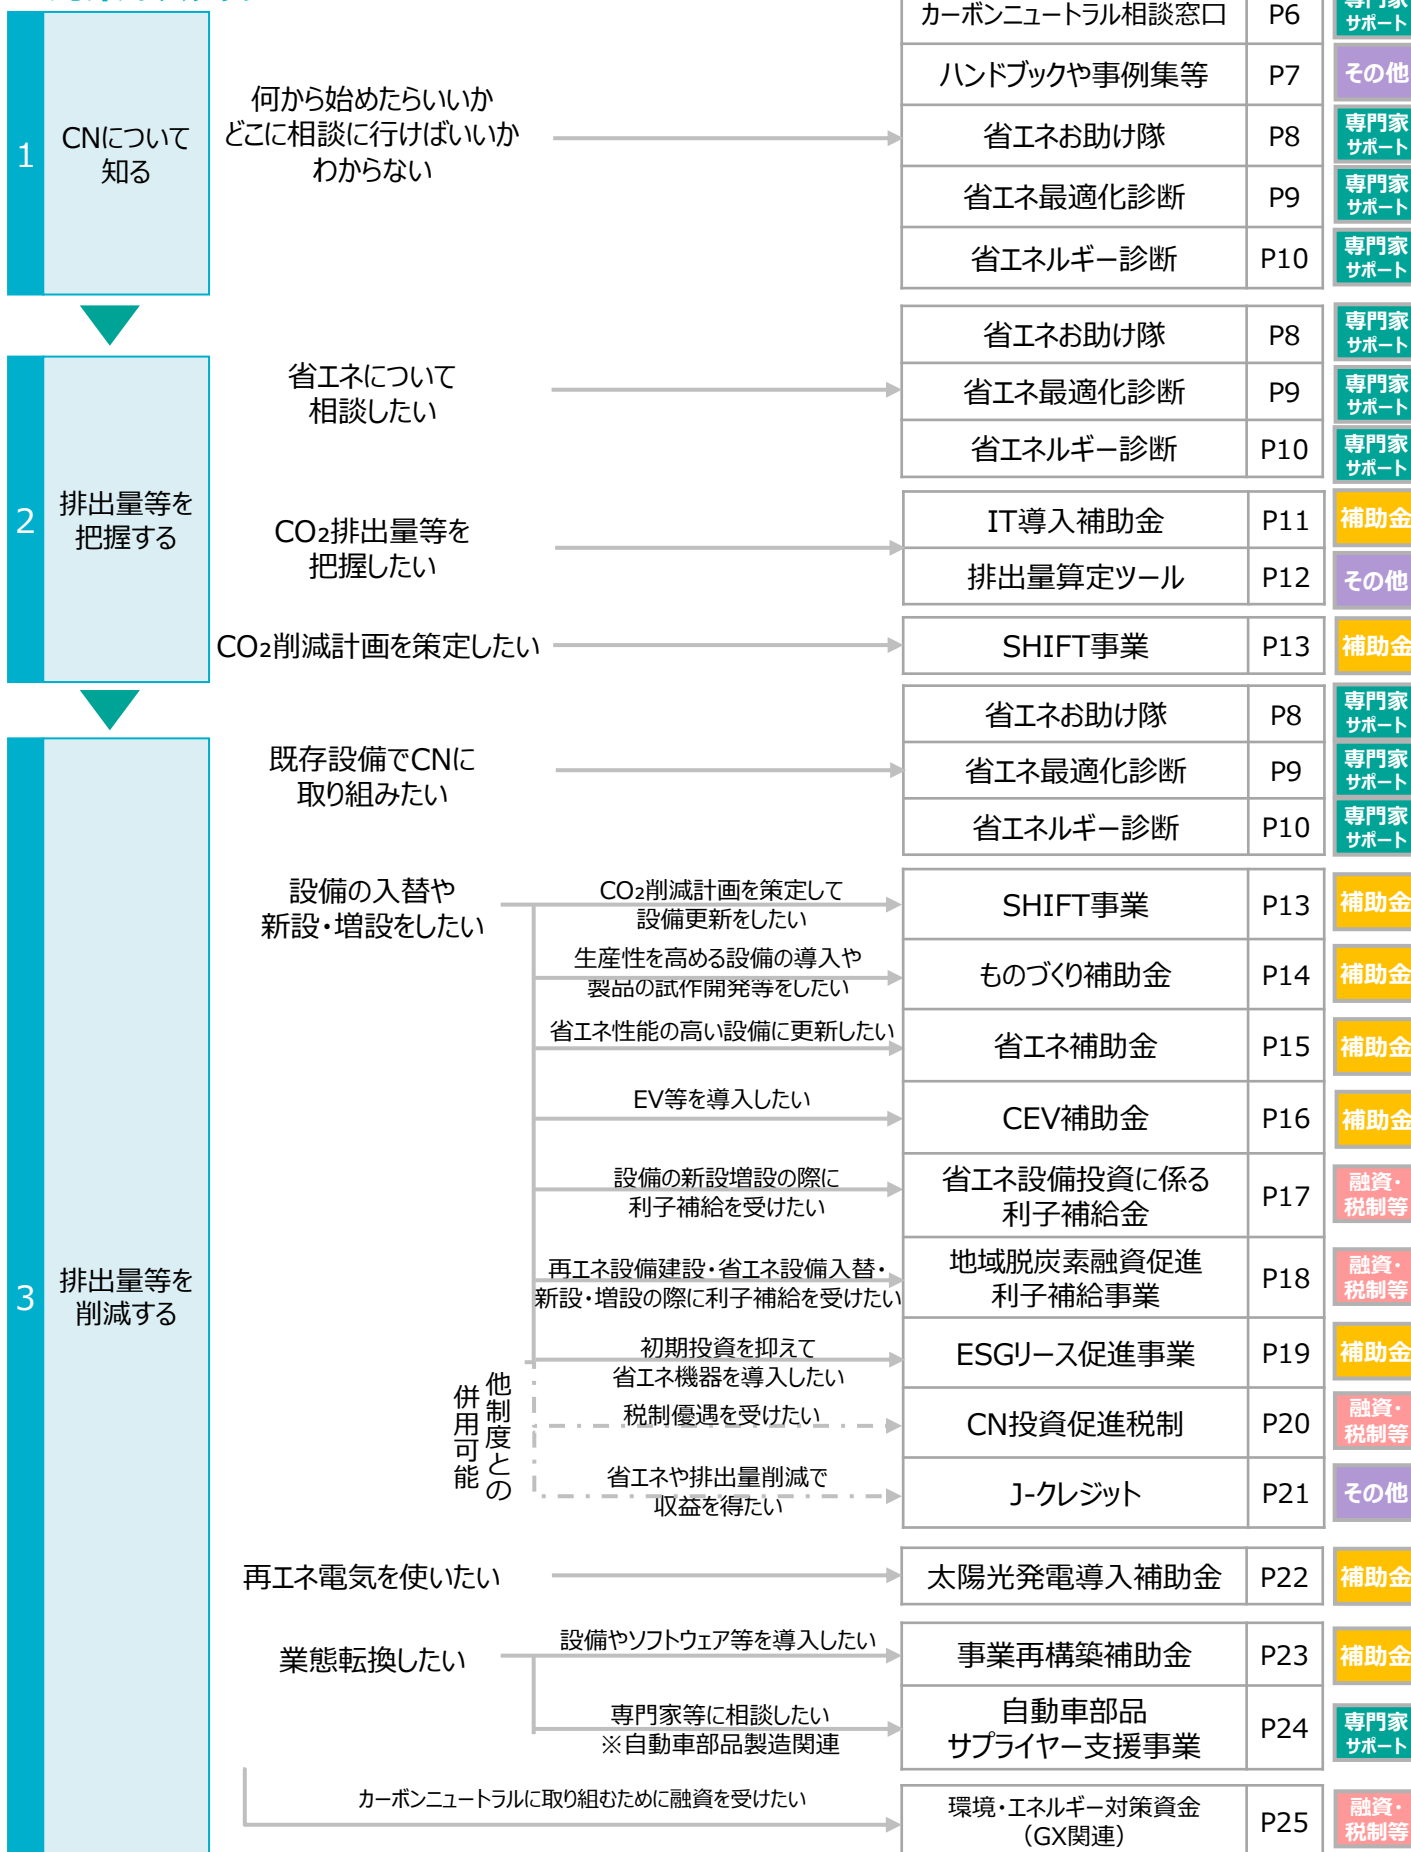 カーボンニュートラル相談窓口 P6 専門家
サポート
ハンドブックや事例集等 P7 その他
1
CNについて
知る
何から始めたらいいか
どこに相談に行けばいいか
わからない
省エネお助け隊 P8 専門家
サポート
省エネ最適化診断 P9 専門家
サポート
省エネルギー診断 P10 専門家
サポート
2
排出量等を
把握する
省エネについて
相談したい
省エネお助け隊 P8 専門家
サポート
省エネ最適化診断 P9 専門家
サポート
省エネルギー診断 P10 専門家
サポート
CO₂排出量等を
把握したい
IT導入補助金 P11 補助金
排出量算定ツール P12 その他
CO₂削減計画を策定したい
SHIFT事業 P13 補助金
3
排出量等を
削減する
既存設備でCNに
取り組みたい
省エネお助け隊 P8 専門家
サポート
省エネ最適化診断 P9 専門家
サポート
省エネルギー診断 P10 専門家
サポート
設備の入替や
新設・増設をしたい
CO₂削減計画を策定して
設備更新をしたい
SHIFT事業 P13 補助金
生産性を高める設備の導入や
製品の試作開発等をしたい
ものづくり補助金 P14 補助金
省エネ性能の高い設備に更新したい
省エネ補助金 P15 補助金
EV等を導入したい
CEV補助金 P16 補助金
設備の新設増設の際に
利子補給を受けたい
省エネ設備投資に係る
利子補給金 P17 融資・
税制等
再エネ設備建設・省エネ設備入替・
新設・増設の際に利子補給を受けたい
地域脱炭素融資促進
利子補給事業 P18 融資・
税制等
初期投資を抑えて
省エネ機器を導入したい
ESGリース促進事業 P19 補助金
他制度との
併用可能
税制優遇を受けたい
CN投資促進税制 P20 融資・
税制等
省エネや排出量削減で
収益を得たい
J-クレジット P21 その他
再エネ電気を使いたい
太陽光発電導入補助金 P22 補助金
業態転換したい
設備やソフトウェア等を導入したい
事業再構築補助金 P23 補助金
専門家等に相談したい
※自動車部品製造関連
自動車部品
サプライヤー支援事業 P24 専門家
サポート
カーボンニュートラルに取り組むために融資を受けたい
環境・エネルギー対策資金
（GX関連） P25 融資・
税制等